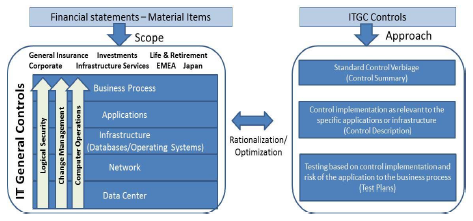 Financial statements – Material Items
ITGC Controls
Scope
Approach
General Insurance Investments Life & Retirement
Corporate Infrastructure Services EMEA Japan
IT General Controls
Logical Security
Change Management
Computer Operations
Business Process
Applications
Infrastructure
(Databases/Operating Systems)
Network
Data Center
Rationalization/
Optimization
Standard Control Verbiage
(Control Summary)
Control implementation as relevant to the
specific applications or infrastructure
(Control Description)
Testing based on control implementation and
risk of the application to the business process
(Test Plans)